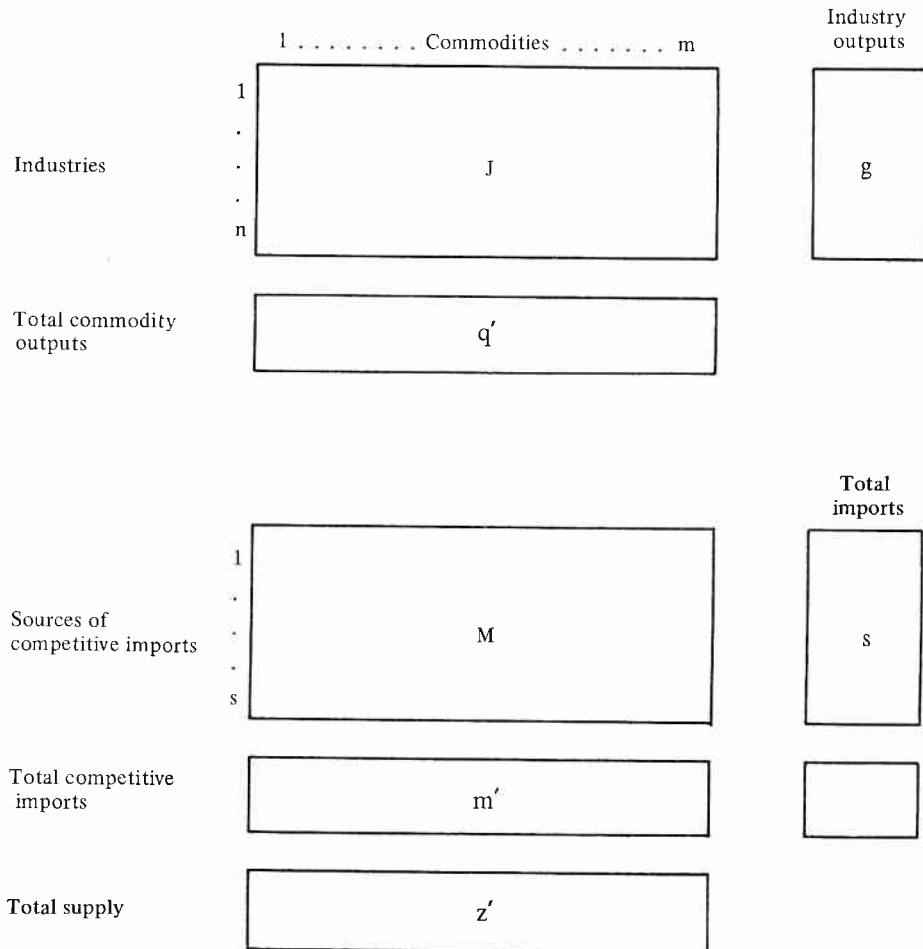 Industry
outputs
1 . . . . . . . . Commodities . . . . . . . m
1
.
Industries . J g
.
n
Total commodity
outputs
q′
Total
imports
1
.
Sources of
competitive imports . M s
.
s
Total competitive
imports
m′
Total supply z′